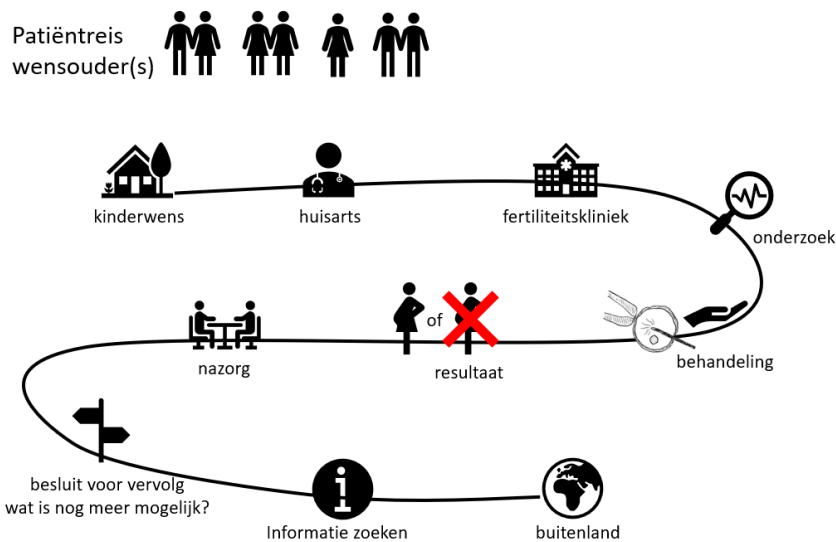 Patiëntreis
wensouder(s)
kinderwens
huisarts
fertiliteitskliniek
onderzoek
of
nazorg
resultaat
behandeling
besluit voor vervolg
wat is nog meer mogelijk?
Informatie zoeken
buitenland